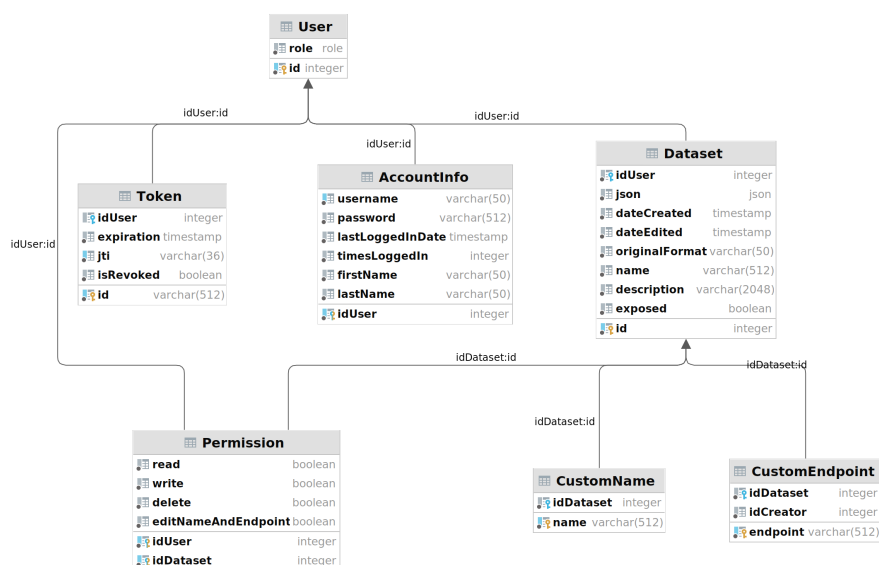 User
role role
id integer
idUser:id
idUser:id
idUser:id
Dataset
idUser integer
json json
dateCreated timestamp
dateEdited timestamp
originalFormat varchar(50)
name varchar(512)
description varchar(2048)
exposed boolean
id integer
AccountInfo
username varchar(50)
password varchar(512)
lastLoggedInDate timestamp
timesLoggedIn integer
firstName varchar(50)
lastName varchar(50)
idUser integer
Token
idUser integer
expiration timestamp
jti varchar(36)
isRevoked boolean
id varchar(512)
idUser:id
idDataset:id
idDataset:id
idDataset:id
Permission
read boolean
write boolean
delete boolean
editNameAndEndpoint boolean
idUser integer
idDataset integer
CustomName
idDataset integer
name varchar(512)
CustomEndpoint
idDataset integer
idCreator integer
endpoint varchar(512)